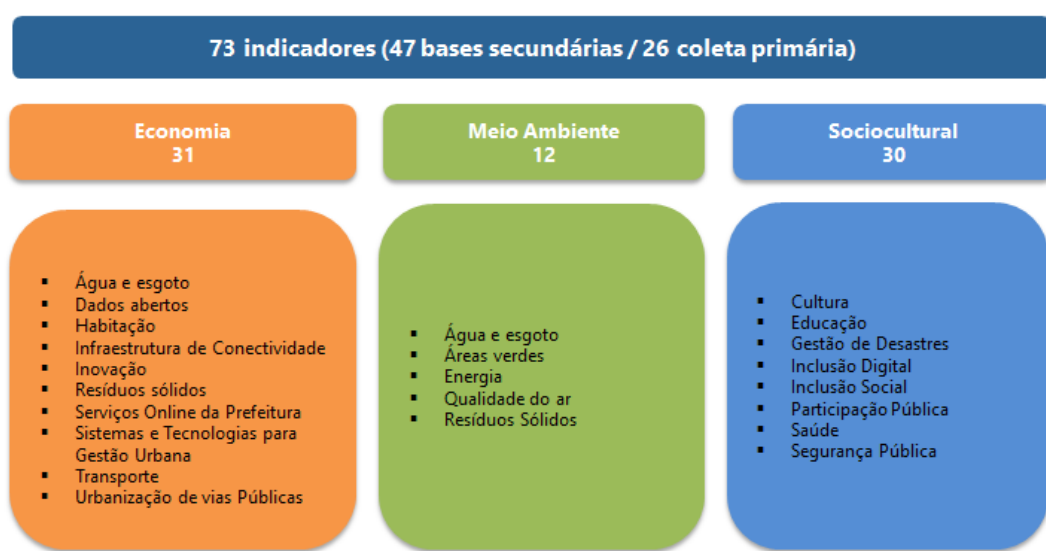 73 indicadores (47 bases secundárias / 26 coleta primária)
Economia
31
Meio Ambiente
12
Sociocultural
30
▪ Água e esgoto
▪ Dados abertos
▪ Habitação
▪ Infraestrutura de Conectividade
▪ Inovação
▪ Resíduos sólidos
▪ Serviços Online da Prefeitura
▪ Sistemas e Tecnologias para
Gestão Urbana
▪ Transporte
▪ Urbanização de vias Públicas
▪ Água e esgoto
▪ Áreas verdes
▪ Energia
▪ Qualidade do ar
▪ Resíduos Sólidos
▪ Cultura
▪ Educação
▪ Gestão de Desastres
▪ Inclusão Digital
▪ Inclusão Social
▪ Participação Pública
▪ Saúde
▪ Segurança Pública